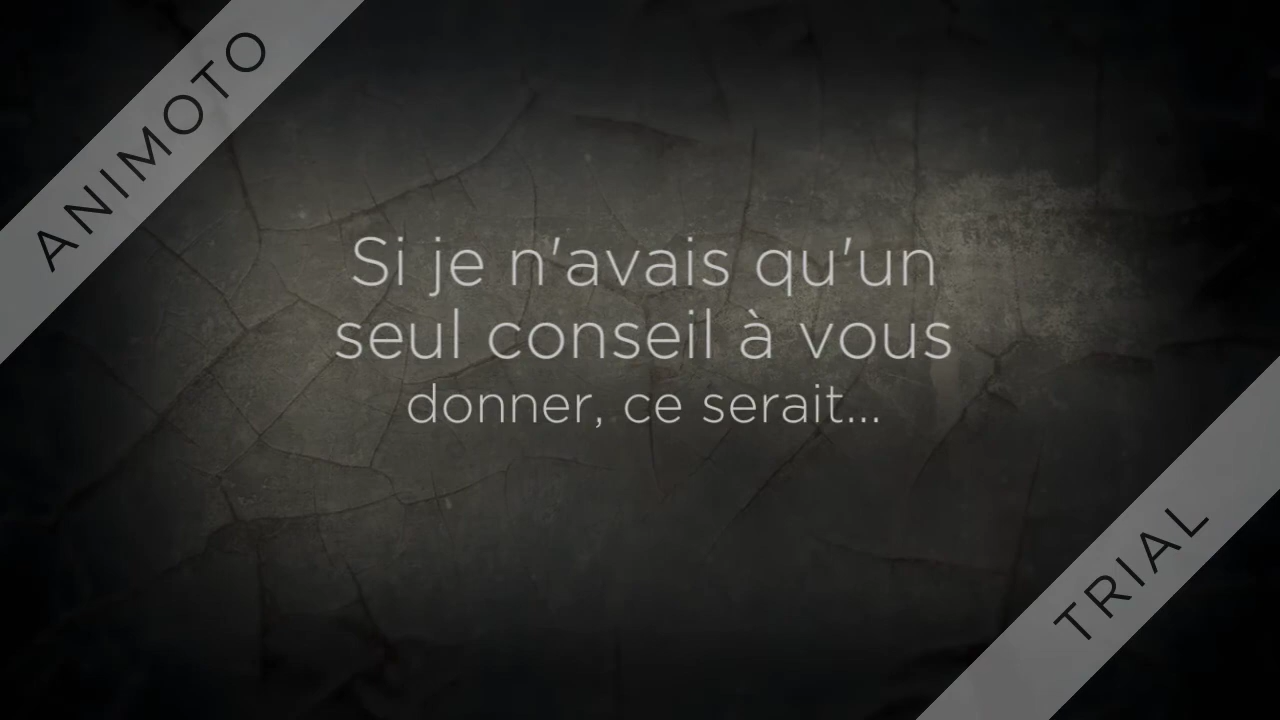 ANIMOTO
Si je n'avais qu'un
seul conseil à vous
donner, ce serait...
TRIAL